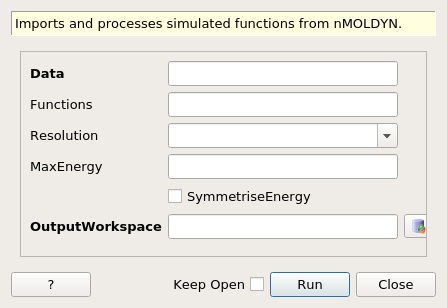 Imports and processes simulated functions from nMOLDYN.
Data
Functions
Resolution
MaxEnergy
SymmetriseEnergy
OutputWorkspace
? Keep Open Run Close